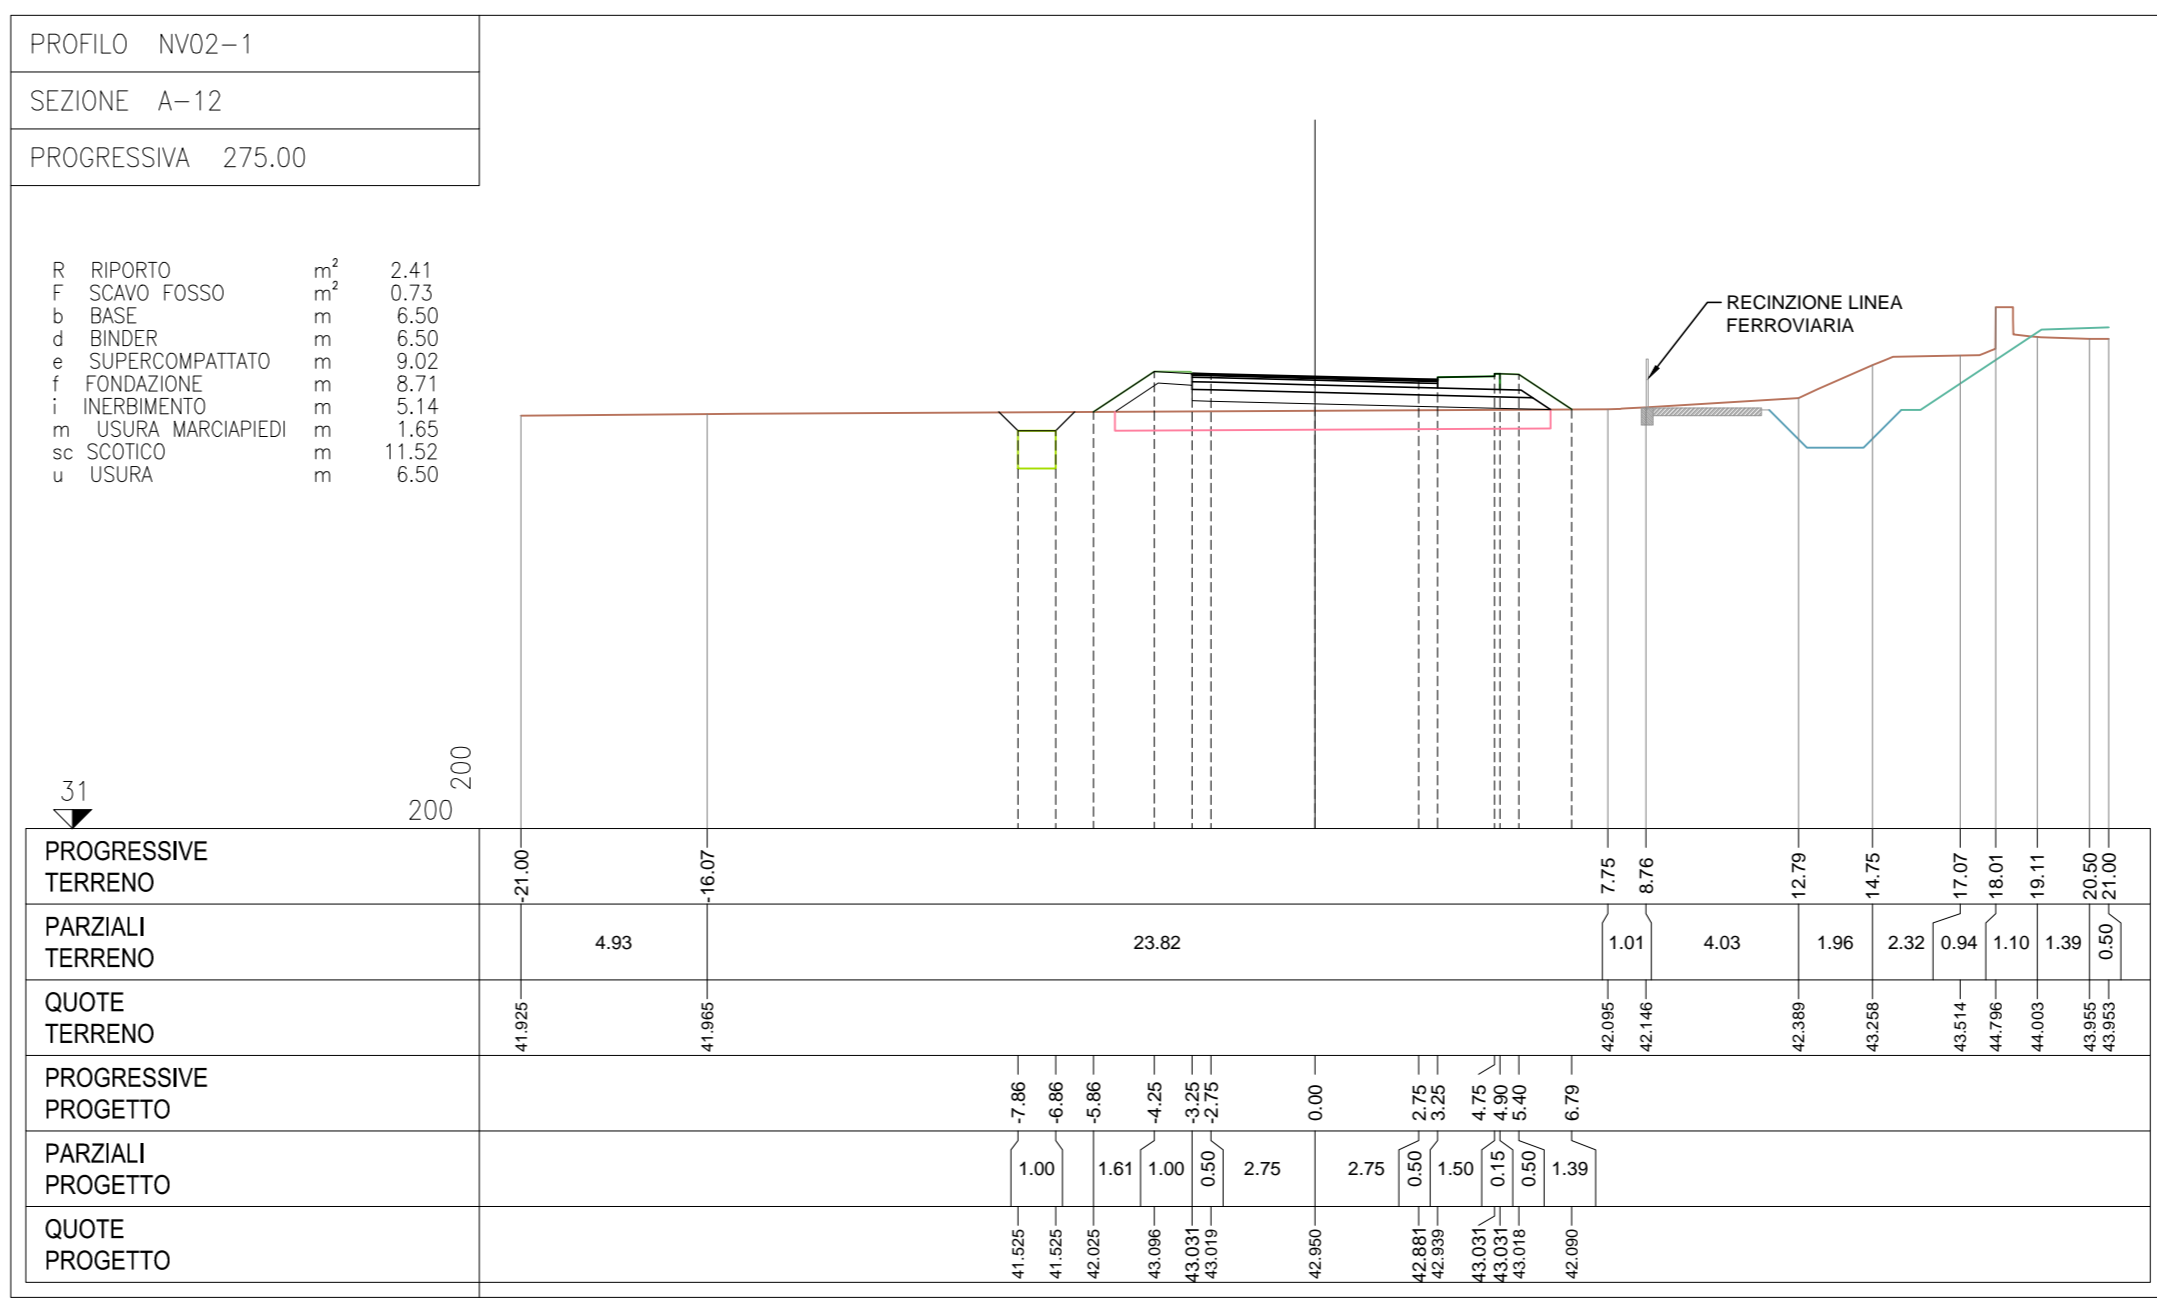 PROFILO NV02-1
SEZIONE A-12
PROGRESSIVA 275.00
R RIPORTO m² 2.41
F SCAVO FOSSO m² 0.73
b BASE m 6.50
d BINDER m 6.50
e SUPERCOMPATTATO m 9.02
f FONDAZIONE m 8.71
i INERBIMENTO m 5.14
m USURA MARCIAPIEDI m 1.65
sc SCOTICO m 11.52
u USURA m 6.50
RECINZIONE LINEA
FERROVIARIA
31
200
200
PROGRESSIVE
TERRENO
-21.00 -16.07 7.75 8.76 12.79 14.75 17.07 18.01 19.11 20.50 21.00
PARZIALI
TERRENO
4.93 23.82 1.01 4.03 1.96 2.32 0.94 1.10 1.39 0.50
QUOTE
TERRENO
41.925 41.965 42.095 42.146 42.389 43.258 43.514 44.796 44.003 43.955 43.953
PROGRESSIVE
PROGETTO
-7.86 -6.86 -5.86 -4.25 -3.25 -2.75 0.00 2.75 3.25 4.75 4.90 5.40 6.79
PARZIALI
PROGETTO
1.00 1.61 1.00 0.50 2.75 2.75 0.50 1.50 0.15 0.50 1.39
QUOTE
PROGETTO
41.525 41.525 42.025 43.096 43.031 43.019 42.950 42.881 42.939 43.031 43.031 43.018 42.090